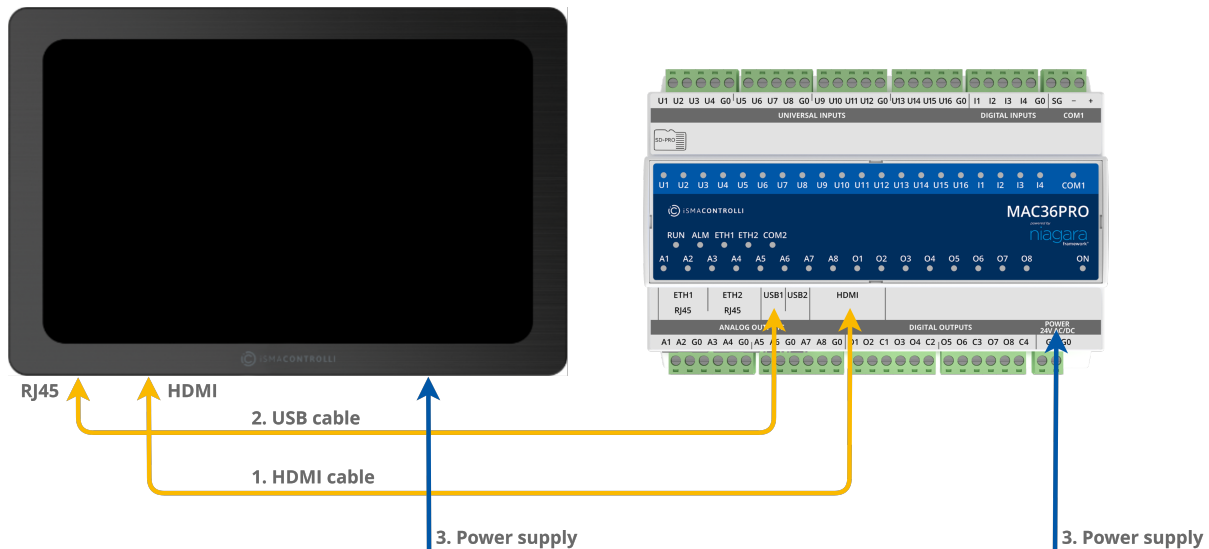 iSMACONTROLLI
RJ45
HDMI
2. USB cable
1. HDMI cable
3. Power supply
U1 U2 U3 U4 G0 U5 U6 U7 U8 G0 U9 U10 U11 U12 G0 U13 U14 U15 U16 G0 I1 I2 I3 I4 G0 SG − +
UNIVERSAL INPUTS DIGITAL INPUTS COM1
SD-PRO
U1 U2 U3 U4 U5 U6 U7 U8 U9 U10 U11 U12 U13 U14 U15 U16 I1 I2 I3 I4 COM1
iSMACONTROLLI
MAC36PRO
powered by
niagara
framework
RUN ALM ETH1 ETH2 COM2
A1 A2 A3 A4 A5 A6 A7 A8 O1 O2 O3 O4 O5 O6 O7 O8 ON
ETH1 ETH2 USB1 USB2 HDMI
RJ45 RJ45
ANALOG DIGITAL OUTPUTS
POWER
24V AC/DC
A1 A2 G0 A3 A4 G0 A5 A6 G0 A7 A8 G0 O1 O2 C1 O3 O4 C2 O5 O6 C3 O7 O8 C4 G0
3. Power supply